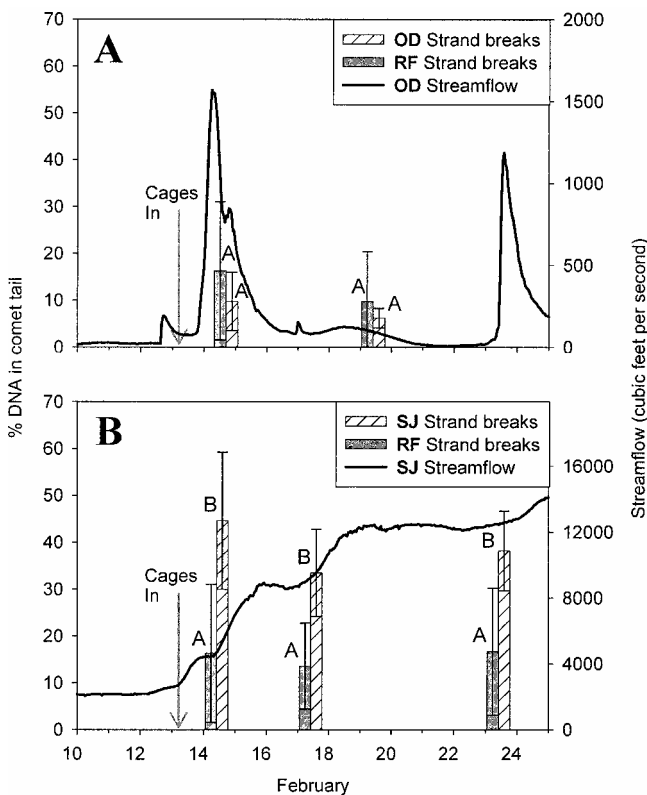 A
OD Strand breaks
RF Strand breaks
OD Streamflow
70
60
50
40
30
20
10
0
2000
1500
1000
500
0
Cages
In
A
A
A
A
% DNA in comet tail
Streamflow (cubic feet per second)
B
SJ Strand breaks
RF Strand breaks
SJ Streamflow
70
60
50
40
30
20
10
0
16000
12000
8000
4000
0
Cages
In
A
B
A
B
A
B
10 14 16 18 20 22 24
February